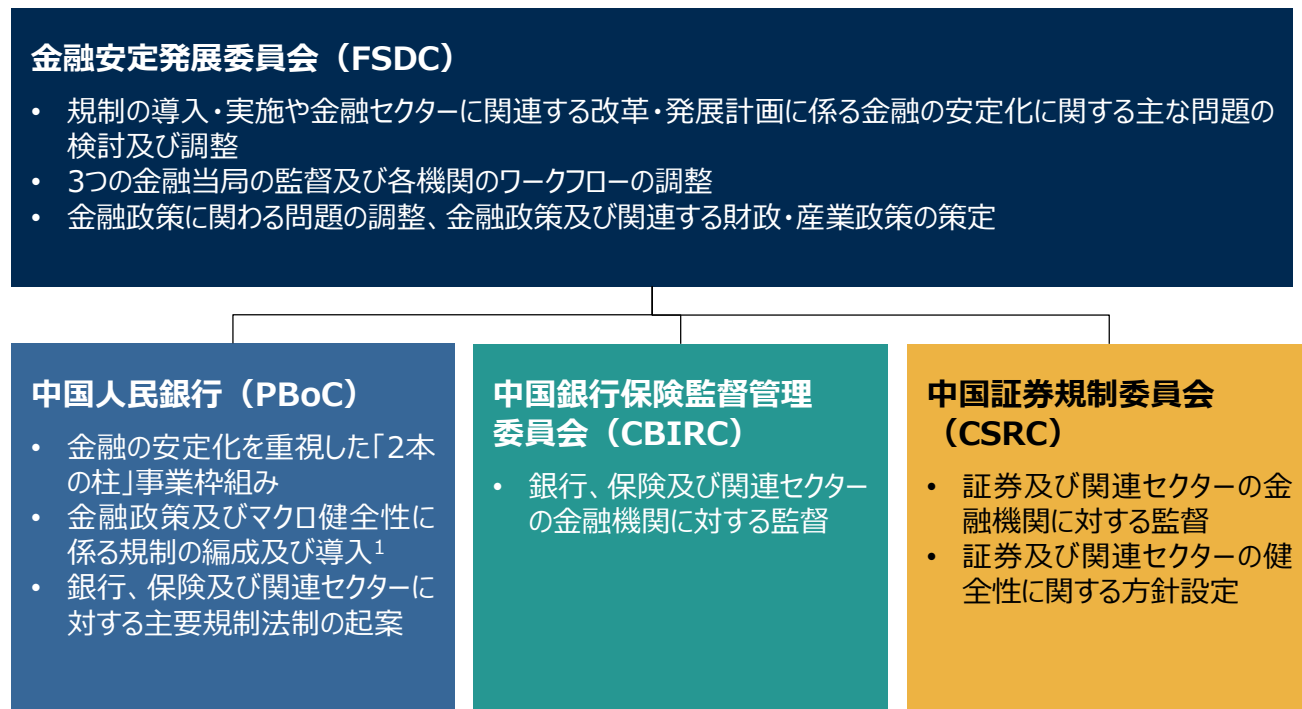 金融安定発展委員会（FSDC）
• 規制の導入・実施や金融セクターに関連する改革・発展計画に係る金融の安定化に関する主な問題の
検討及び調整
• 3つの金融当局の監督及び各機関のワークフローの調整
• 金融政策に関わる問題の調整、金融政策及び関連する財政・産業政策の策定
中国人民銀行（PBoC）
• 金融の安定化を重視した「2本
の柱」事業枠組み
• 金融政策及びマクロ健全性に
係る規制の編成及び導入¹
• 銀行、保険及び関連セクターに
対する主要規制法制の起案
中国銀行保険監督管理
委員会（CBIRC）
• 銀行、保険及び関連セクター
の金融機関に対する監督
中国証券規制委員会
（CSRC）
• 証券及び関連セクターの金
融機関に対する監督
• 証券及び関連セクターの健
全性に関する方針設定